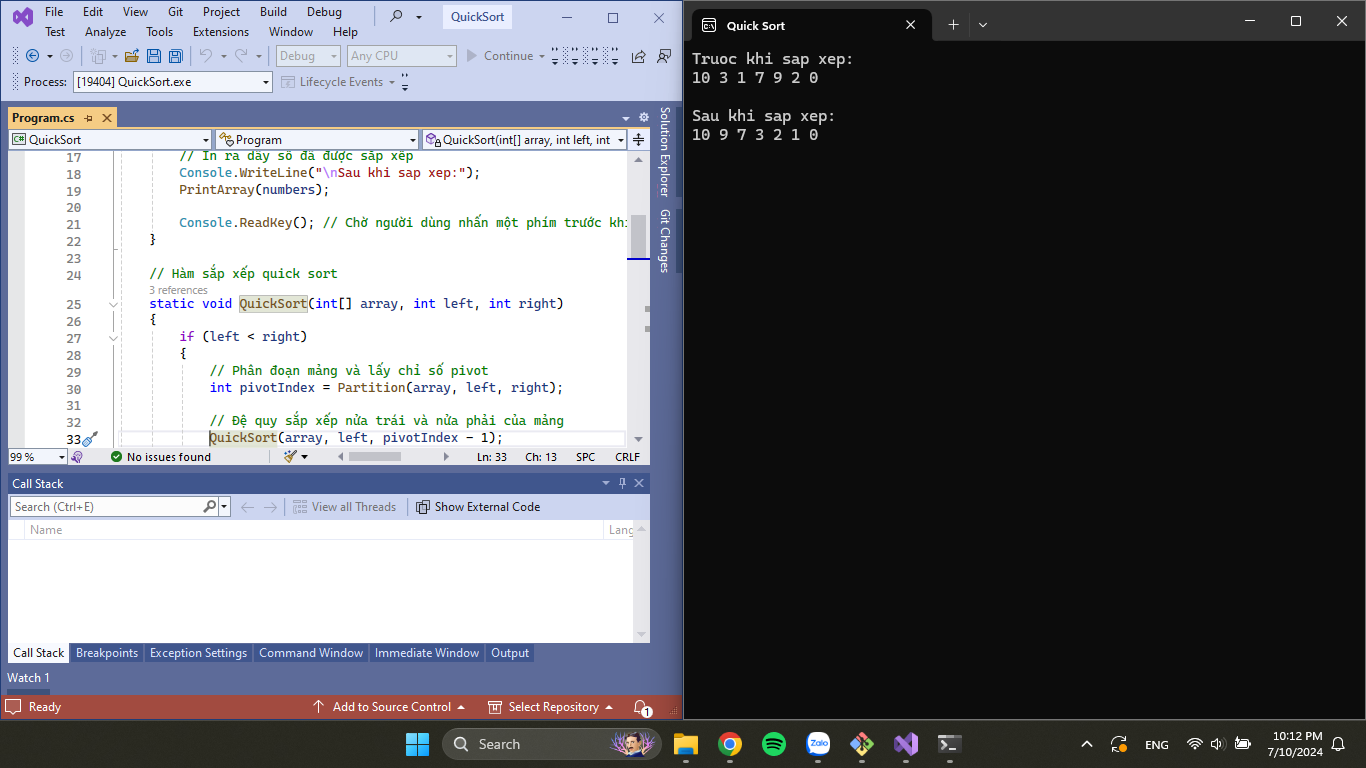 File Edit View Git Project Build Debug
Test Analyze Tools Extensions Window Help
QuickSort
Debug Any CPU Continue
Process: [19404] QuickSort.exe Lifecycle Events
Program.cs
QuickSort Program QuickSort(int[] array, int left, int
17 // In ra dãy số đã được sắp xếp
18 Console.WriteLine("\nSau khi sap xep:");
19 PrintArray(numbers);
20
21 Console.ReadKey(); // Chờ người dùng nhấn một phím trước khi
22 }
23
24 // Hàm sắp xếp quick sort
3 references
25 static void QuickSort(int[] array, int left, int right)
26 {
27 if (left < right)
28 {
29 // Phân đoạn mảng và lấy chỉ số pivot
30 int pivotIndex = Partition(array, left, right);
31
32 // Đệ quy sắp xếp nửa trái và nửa phải của mảng
33 QuickSort(array, left, pivotIndex - 1);
99 % No issues found Ln: 33 Ch: 13 SPC CRLF
Solution Explorer
Git Changes
Call Stack
Search (Ctrl+E) View all Threads Show External Code
Name Lang
Call Stack Breakpoints Exception Settings Command Window Immediate Window Output
Watch 1
Ready Add to Source Control Select Repository 1
Quick Sort
Truoc khi sap xep:
10 3 1 7 9 2 0
Sau khi sap xep:
10 9 7 3 2 1 0
Search
Zalo
ENG
10:12 PM
7/10/2024